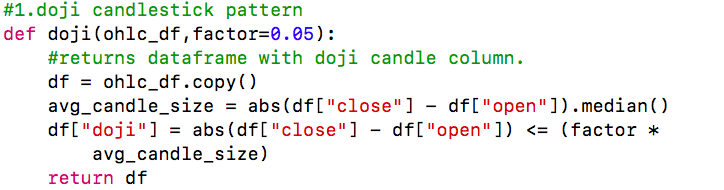 #1.doji candlestick pattern
def doji(ohlc_df,factor=0.05):
    #returns dataframe with doji candle column.
    df = ohlc_df.copy()
    avg_candle_size = abs(df["close"] - df["open"]).median()
    df["doji"] = abs(df["close"] - df["open"]) <= (factor *
        avg_candle_size)
    return df